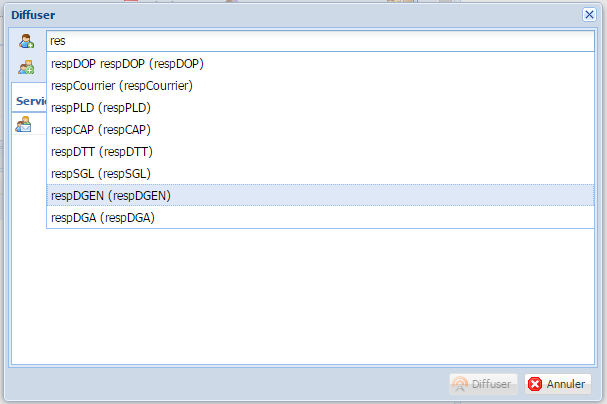 Diffuser
res
respDOP respDOP (respDOP)
respCourrier (respCourrier)
respPLD (respPLD)
respCAP (respCAP)
respDTT (respDTT)
respSGL (respSGL)
respDGEN (respDGEN)
respDGA (respDGA)
Servic
Diffuser
Annuler